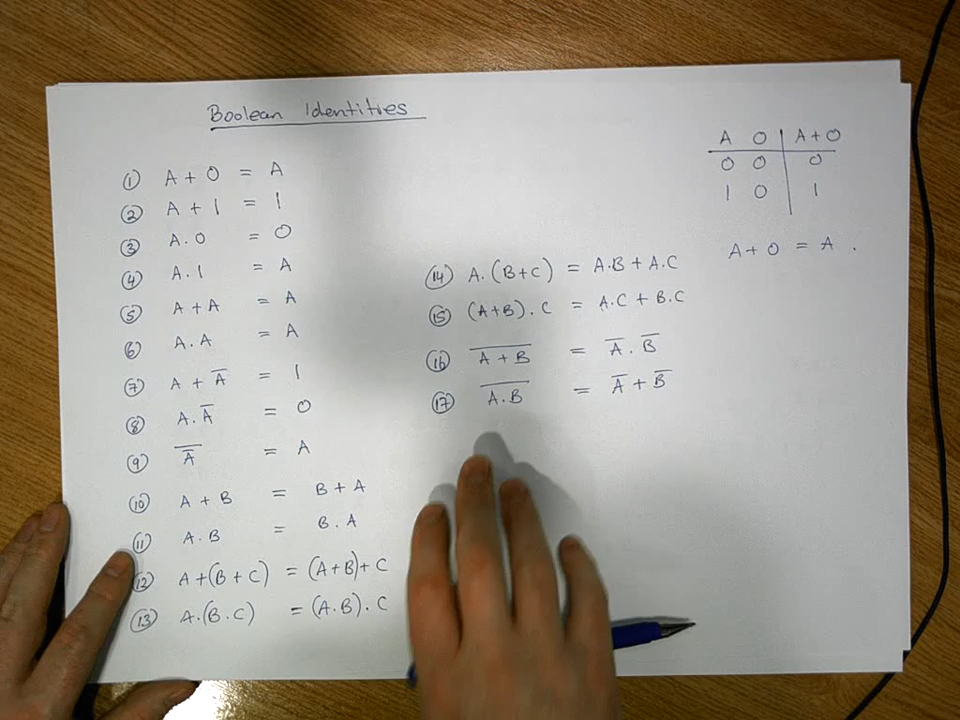 Boolean Identities
① A + 0 = A
② A + 1 = 1
③ A . 0 = 0
④ A . 1 = A
⑤ A + A = A
⑥ A . A = A
⑦ A + A̅ = 1
⑧ A . A̅ = 0
⑨ A̿ = A
⑩ A + B = B + A
⑪ A . B = B . A
⑫ A + (B + C) = (A + B) + C
⑬ A . (B . C) = (A . B) . C
⑭ A . (B + C) = A . B + A . C
⑮ (A + B) . C = A . C + B . C
⑯ A̅ ̅+̅ ̅B̅ = A̅ . B̅
⑰ A̅ ̅.̅ ̅B̅ = A̅ + B̅
A 0 | A + 0
0 0 | 0
1 0 | 1
A + 0 = A .